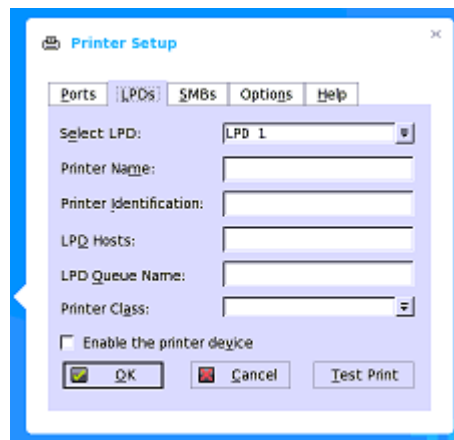 Printer Setup
Ports LPDs SMBs Options Help
Select LPD: LPD 1
Printer Name:
Printer Identification:
LPD Hosts:
LPD Queue Name:
Printer Class:
Enable the printer device
OK Cancel Test Print